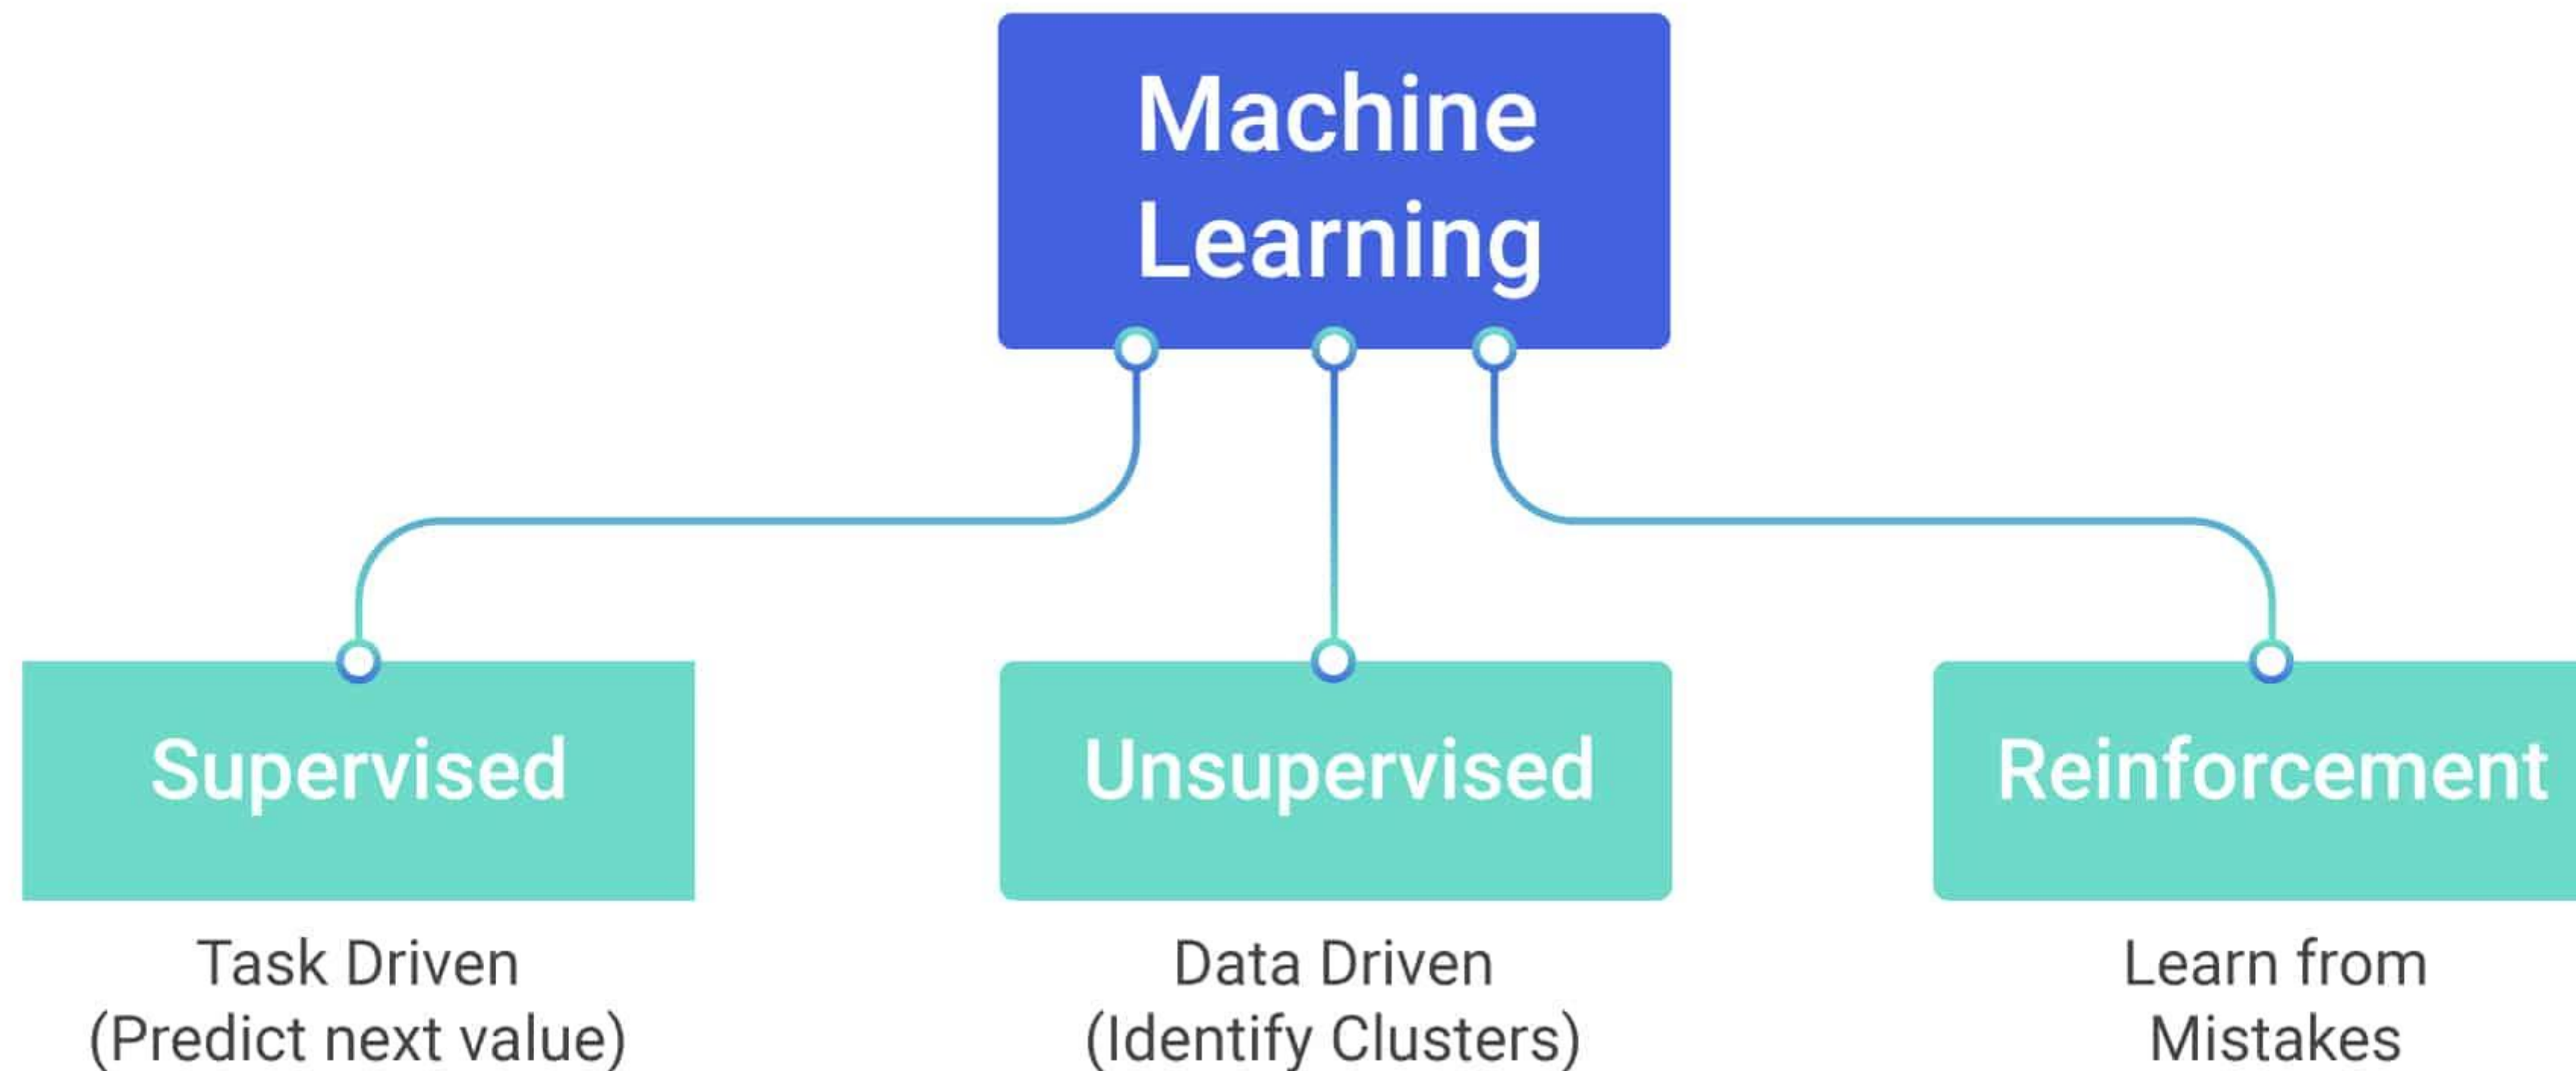 Machine
Learning
Supervised
Unsupervised
Reinforcement
Task Driven
(Predict next value)
Data Driven
(Identify Clusters)
Learn from
Mistakes